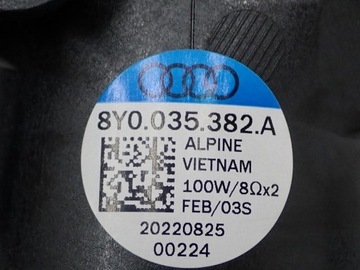 8Y0.035.382.A
ALPINE
VIETNAM
100W/8Ωx2
FEB/03S
20220825
00224